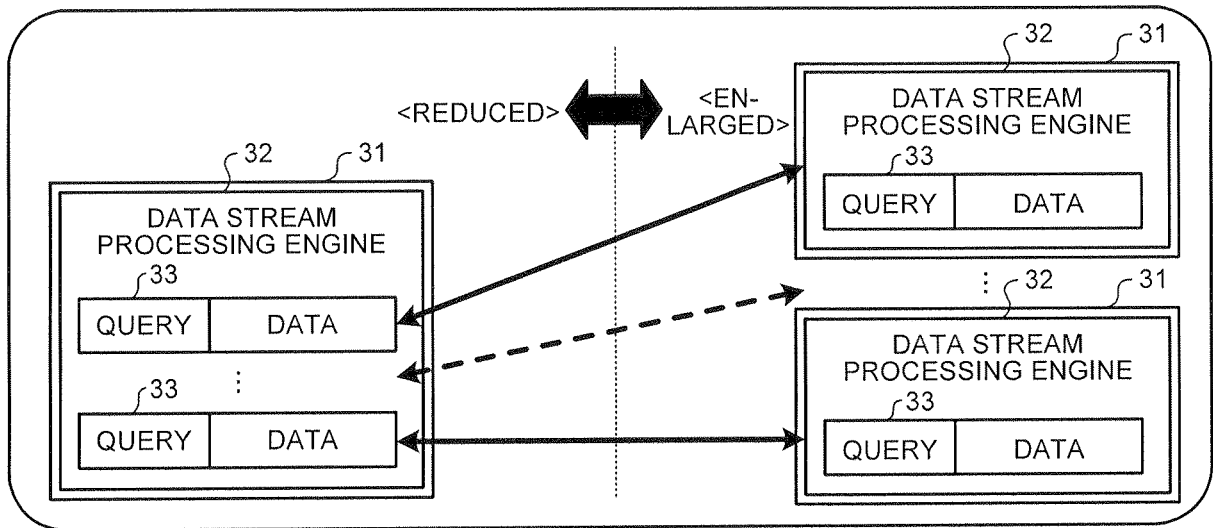 <REDUCED>
<EN-
LARGED>
32
31
DATA STREAM
PROCESSING ENGINE
33
QUERY
DATA
⋮
33
QUERY
DATA
32
31
DATA STREAM
PROCESSING ENGINE
33
QUERY
DATA
⋮
32
31
DATA STREAM
PROCESSING ENGINE
33
QUERY
DATA